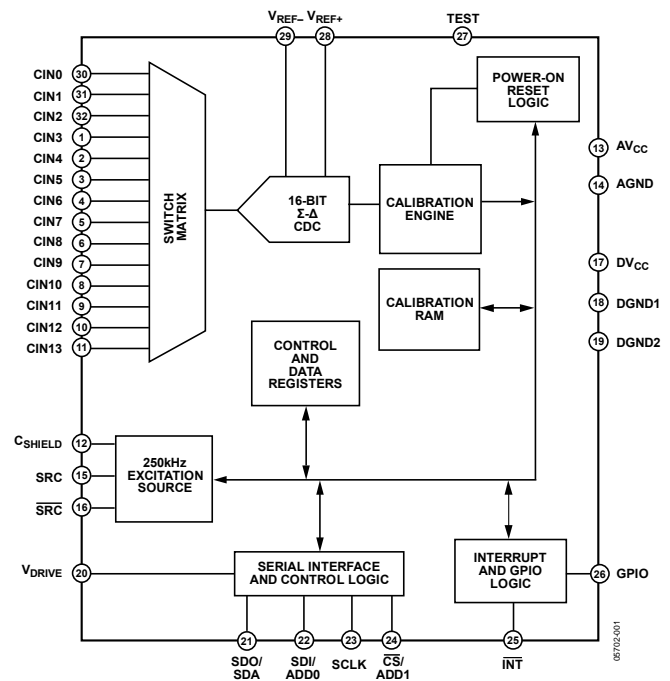 VREF– VREF+ TEST
29 28 27
CIN0 30
CIN1 31
CIN2 32
CIN3 1
CIN4 2
CIN5 3
CIN6 4
CIN7 5
CIN8 6
CIN9 7
CIN10 8
CIN11 9
CIN12 10
CIN13 11
SWITCH
MATRIX
16-BIT
Σ-Δ
CDC
CALIBRATION
ENGINE
POWER-ON
RESET
LOGIC
CALIBRATION
RAM
CONTROL
AND
DATA
REGISTERS
13 AVCC
14 AGND
17 DVCC
18 DGND1
19 DGND2
CSHIELD 12
SRC 15
SRC 16
250kHz
EXCITATION
SOURCE
VDRIVE 20
SERIAL INTERFACE
AND CONTROL LOGIC
INTERRUPT
AND GPIO
LOGIC
26 GPIO
21 22 23 24 25
SDO/
SDA
SDI/
ADD0
SCLK
CS/
ADD1
INT
05702-001